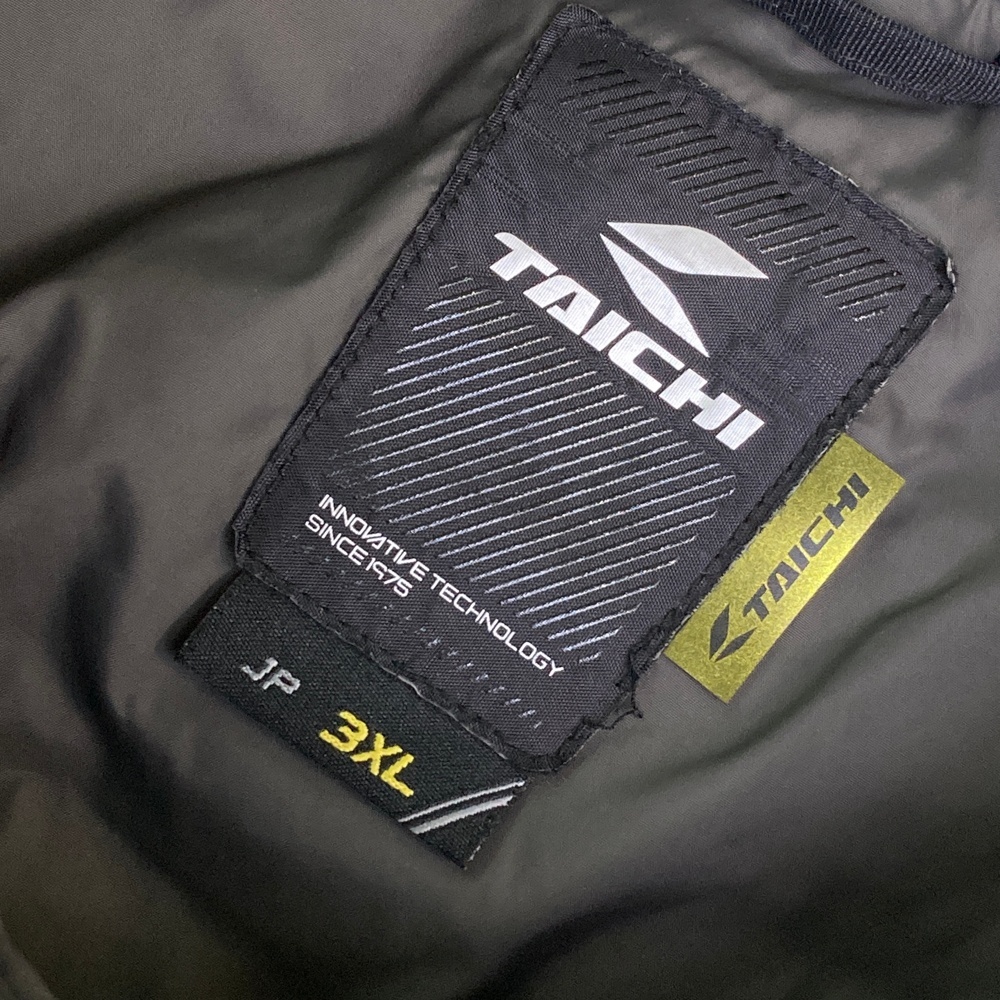 TAICHI
INNOVATIVE TECHNOLOGY
SINCE 1975
TAICHI
JP 3XL